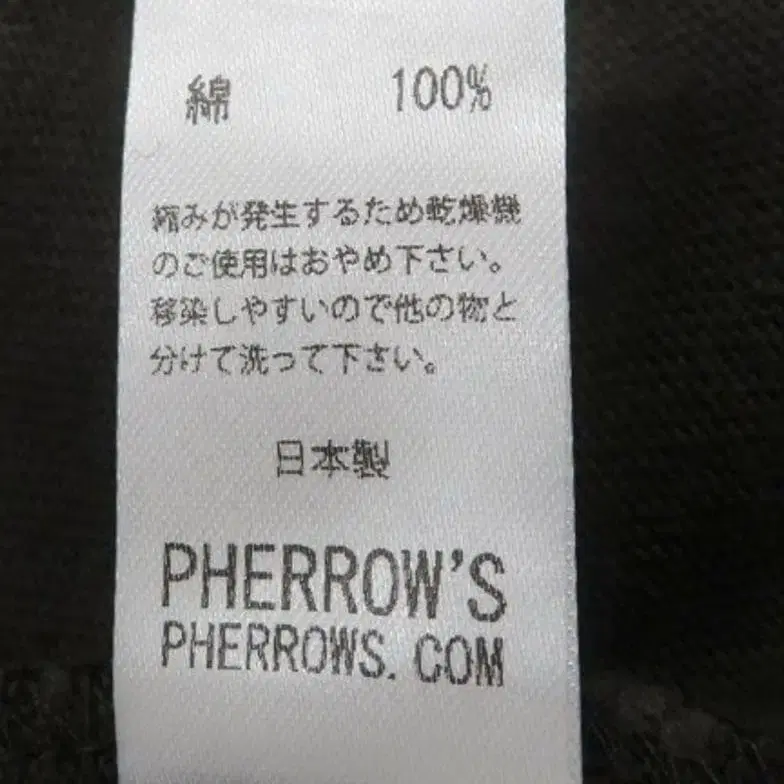 綿 100%
縮みが発生するため乾燥機
のご使用はおやめ下さい。
移染しやすいので他の物と
分けて洗って下さい。
日本製
PHERROW'S
PHERROWS.COM